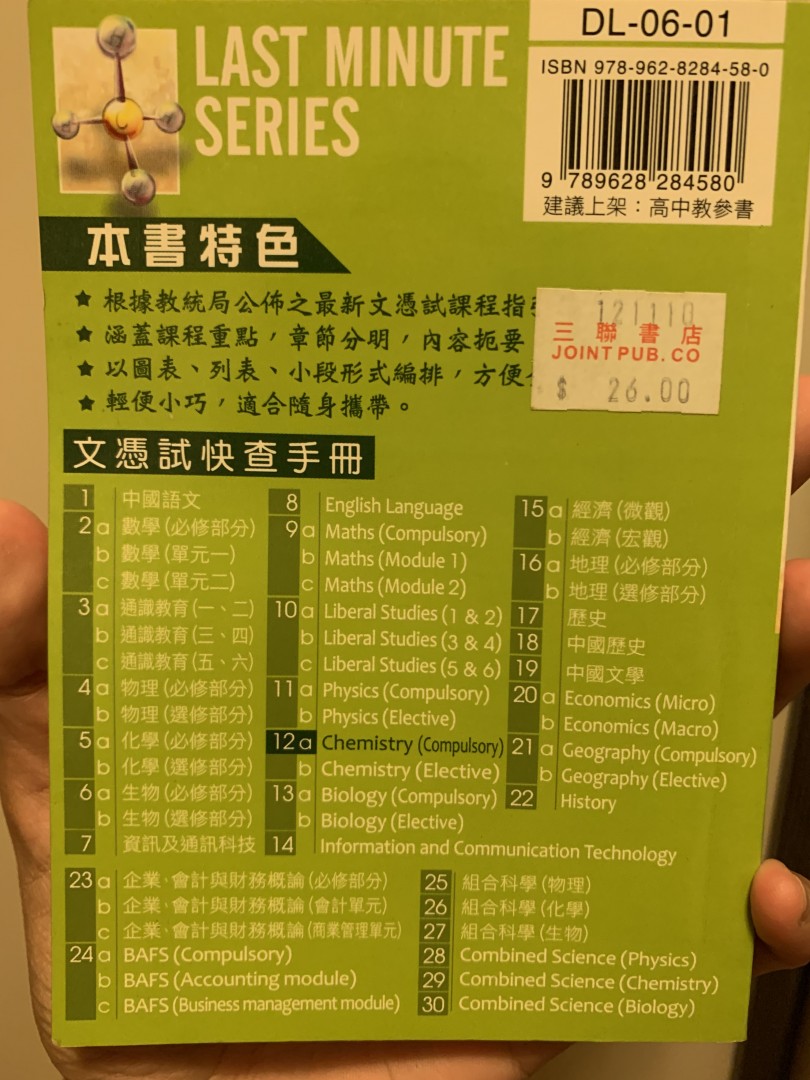 DL-06-01
LAST MINUTE
SERIES
ISBN 978-962-8284-58-0
9 789628 284580
建議上架：高中教參書
C
本書特色
★ 根據教統局公佈之最新文憑試課程指
★ 涵蓋課程重點，章節分明，內容扼要
★ 以圖表、列表、小段形式編排，方便
★ 輕便小巧，適合隨身攜帶。
121110
三聯書店
JOINT PUB. CO
$ 26.00
文憑試快查手冊
1 中國語文
2 a 數學 (必修部分)
b 數學 (單元一)
c 數學 (單元二)
3 a 通識教育 (一、二)
b 通識教育 (三、四)
c 通識教育 (五、六)
4 a 物理 (必修部分)
b 物理 (選修部分)
5 a 化學 (必修部分)
b 化學 (選修部分)
6 a 生物 (必修部分)
b 生物 (選修部分)
7 資訊及通訊科技
8 English Language
9 a Maths (Compulsory)
b Maths (Module 1)
c Maths (Module 2)
10 a Liberal Studies (1 & 2)
b Liberal Studies (3 & 4)
c Liberal Studies (5 & 6)
11 a Physics (Compulsory)
b Physics (Elective)
12 a Chemistry (Compulsory)
b Chemistry (Elective)
13 a Biology (Compulsory)
b Biology (Elective)
14 Information and Communication Technology
15 a 經濟 (微觀)
b 經濟 (宏觀)
16 a 地理 (必修部分)
b 地理 (選修部分)
17 歷史
18 中國歷史
19 中國文學
20 a Economics (Micro)
b Economics (Macro)
21 a Geography (Compulsory)
b Geography (Elective)
22 History
23 a 企業、會計與財務概論 (必修部分)
b 企業、會計與財務概論 (會計單元)
c 企業、會計與財務概論 (商業管理單元)
24 a BAFS (Compulsory)
b BAFS (Accounting module)
c BAFS (Business management module)
25 組合科學 (物理)
26 組合科學 (化學)
27 組合科學 (生物)
28 Combined Science (Physics)
29 Combined Science (Chemistry)
30 Combined Science (Biology)